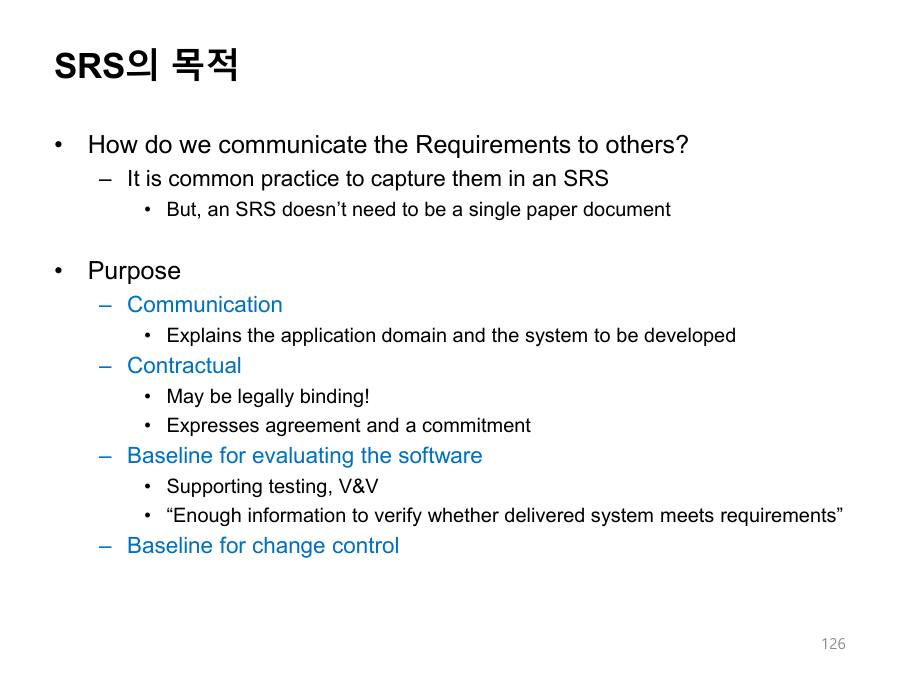 SRS의 목적
• How do we communicate the Requirements to others?
– It is common practice to capture them in an SRS
• But, an SRS doesn’t need to be a single paper document
• Purpose
– Communication
• Explains the application domain and the system to be developed
– Contractual
• May be legally binding!
• Expresses agreement and a commitment
– Baseline for evaluating the software
• Supporting testing, V&V
• “Enough information to verify whether delivered system meets requirements”
– Baseline for change control
126